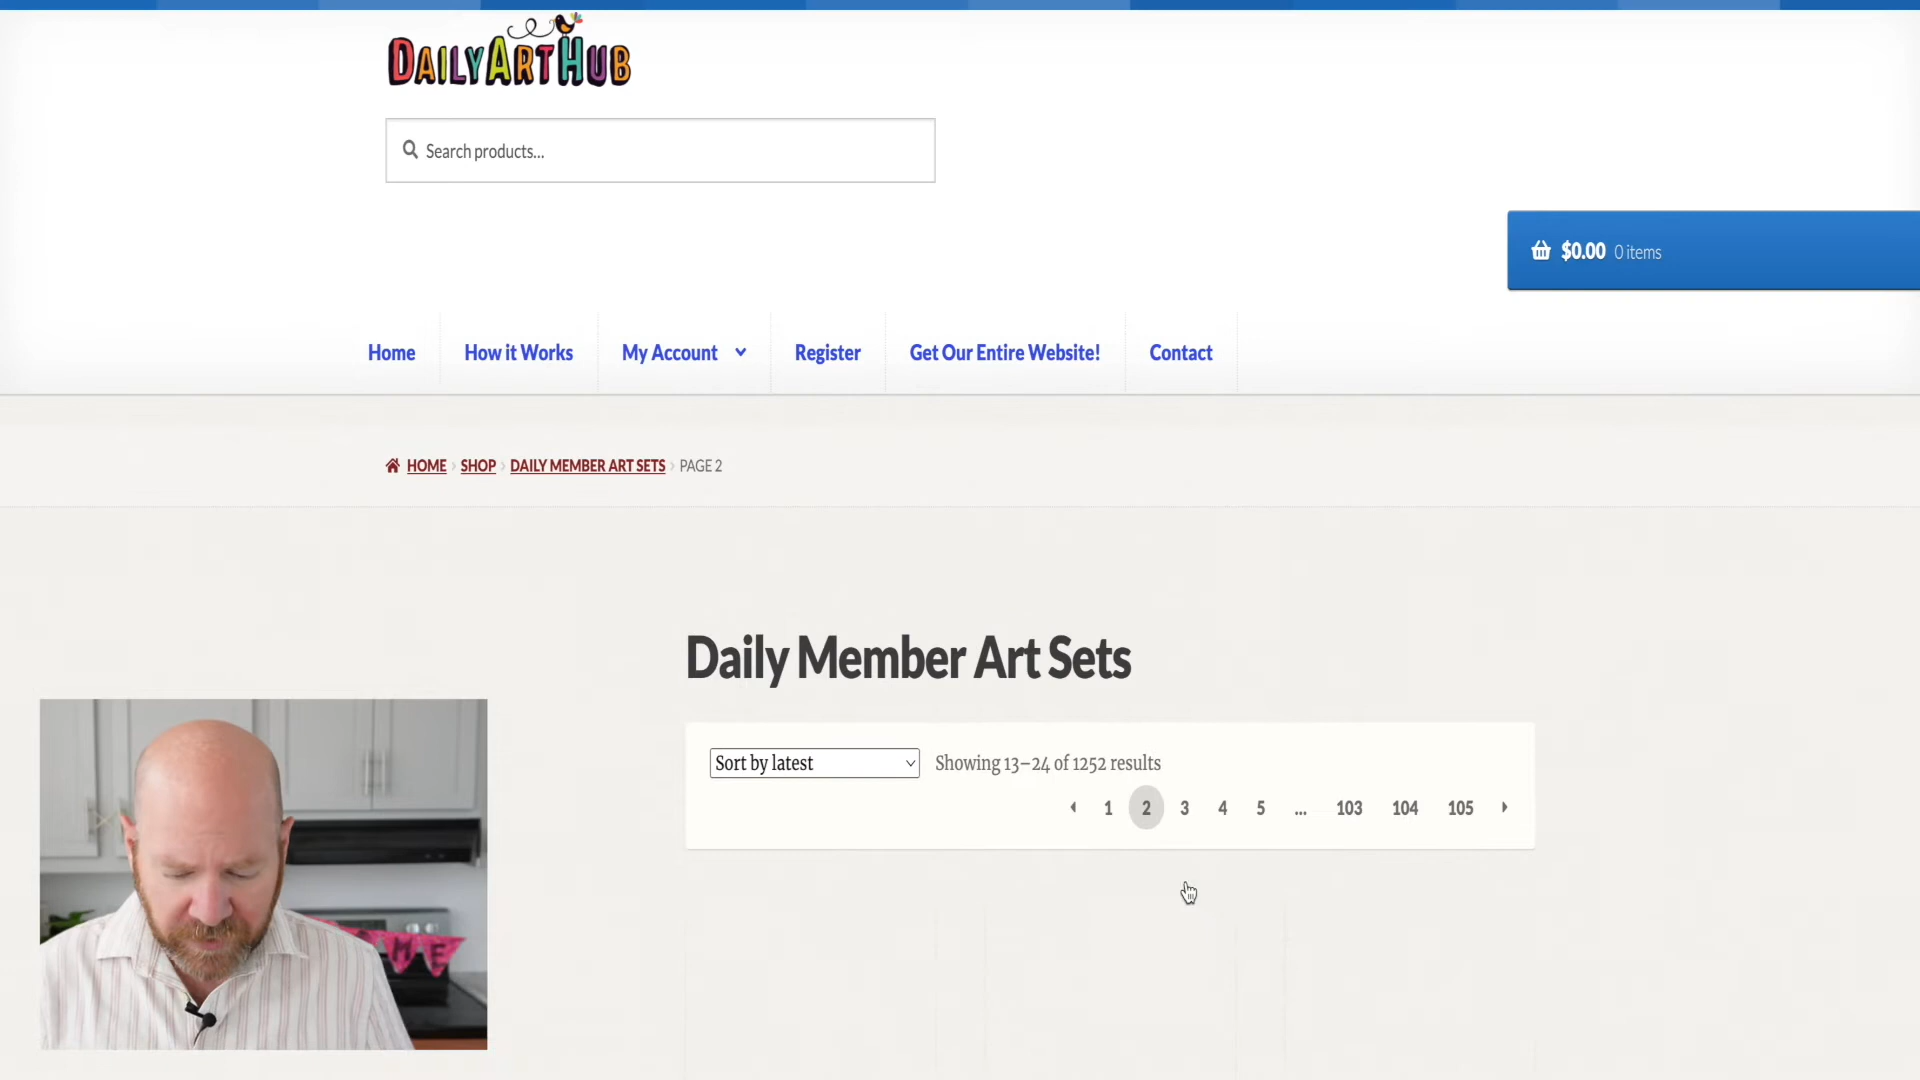 DAILYARTHUB
Search products...
$0.00 0 items
Home
How it Works
My Account
Register
Get Our Entire Website!
Contact
HOME › SHOP › DAILY MEMBER ART SETS › PAGE 2
Daily Member Art Sets
Sort by latest
Showing 13–24 of 1252 results
1 2 3 4 5 ... 103 104 105
M E